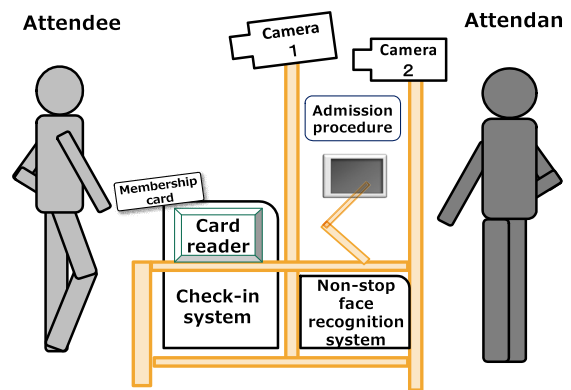 Attendee
Attendan
Camera
1
Camera
2
Admission
procedure
Membership
card
Card
reader
Check-in
system
Non-stop
face
recognition
system